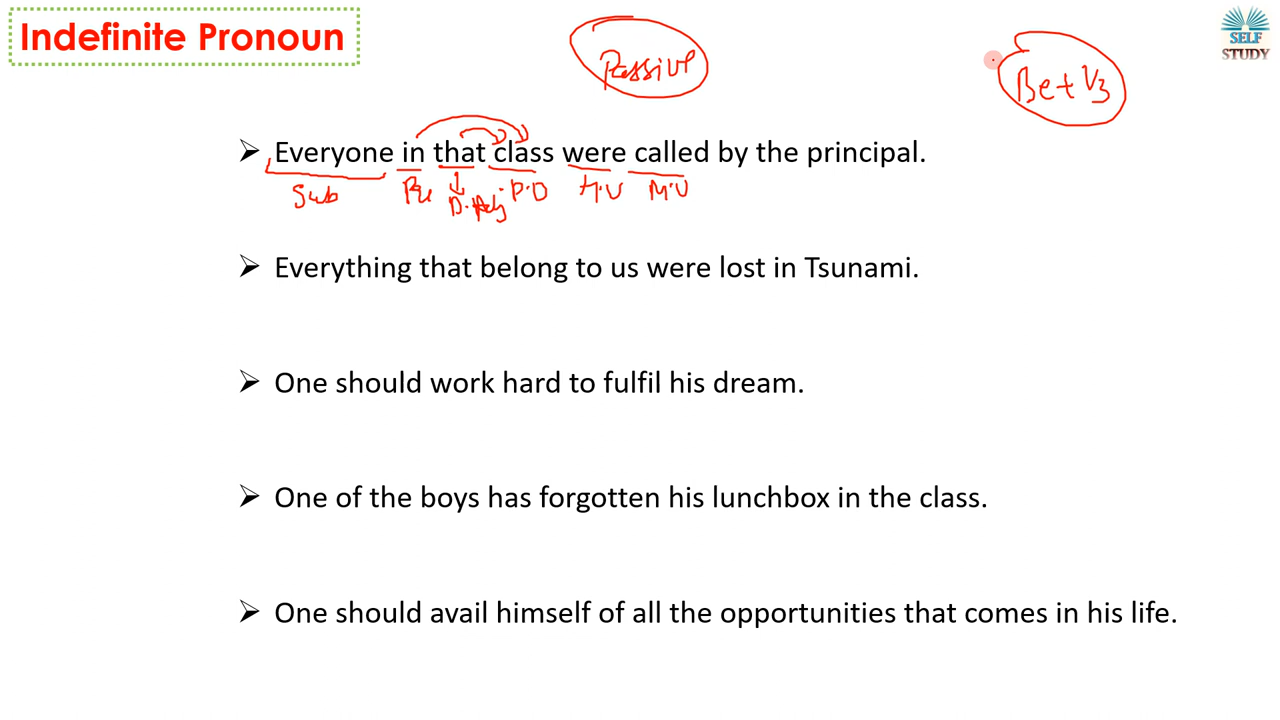 Indefinite Pronoun
Passive
Be + V3
SELF
STUDY
➢ Everyone in that class were called by the principal.
Sub Pre D.Adj P.O H.V M.V
➢ Everything that belong to us were lost in Tsunami.
➢ One should work hard to fulfil his dream.
➢ One of the boys has forgotten his lunchbox in the class.
➢ One should avail himself of all the opportunities that comes in his life.